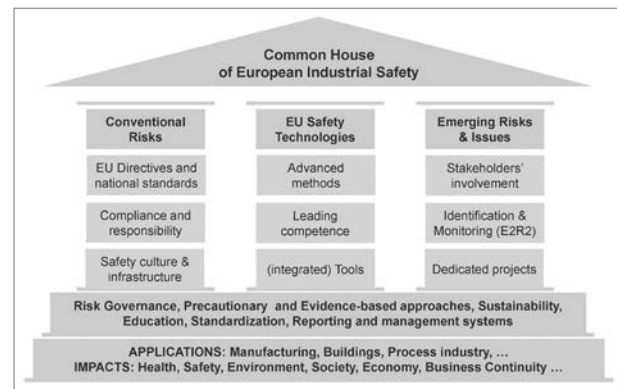 Common House
of European Industrial Safety
Conventional
Risks
EU Directives and
national standards
Compliance and
responsibility
Safety culture &
infrastructure
EU Safety
Technologies
Advanced
methods
Leading
competence
(integrated) Tools
Emerging Risks
& Issues
Stakeholders'
involvement
Identification &
Monitoring (E2R2)
Dedicated projects
Risk Governance, Precautionary and Evidence-based approaches, Sustainability,
Education, Standardization, Reporting and management systems
APPLICATIONS: Manufacturing, Buildings, Process industry, ...
IMPACTS: Health, Safety, Environment, Society, Economy, Business Continuity ...